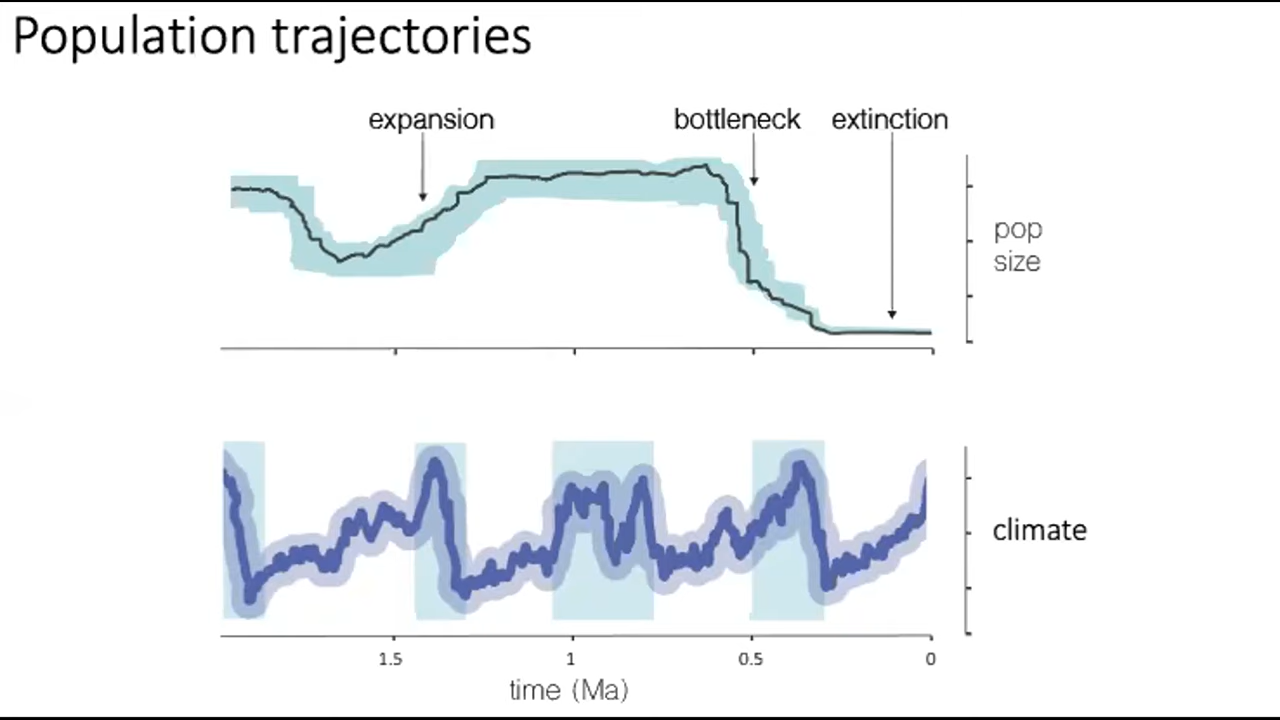 Population trajectories
expansion
bottleneck
extinction
pop
size
climate
1.5
1
0.5
0
time (Ma)